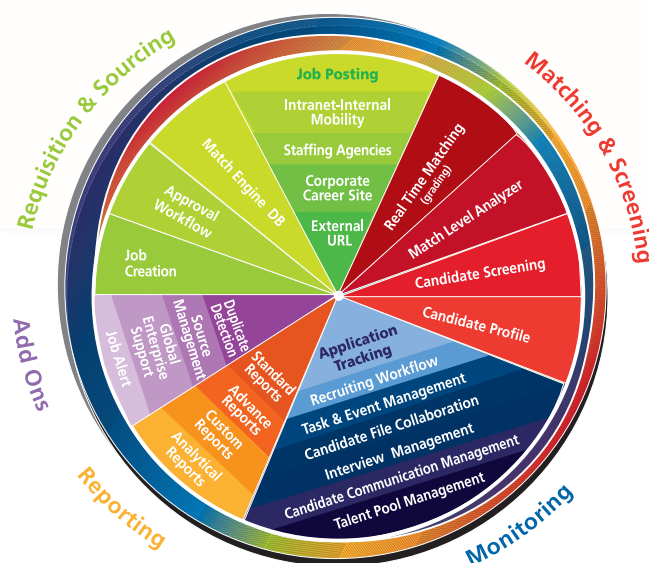 Requisition & Sourcing
Job Posting
Intranet-Internal
Mobility
Staffing Agencies
Corporate
Career Site
External
URL
Match Engine DB
Approval
Workflow
Job
Creation
Matching & Screening
Real Time Matching
(grading)
Match Level Analyzer
Candidate Screening
Candidate Profile
Monitoring
Application
Tracking
Recruiting Workflow
Task & Event Management
Candidate File Collaboration
Interview Management
Candidate Communication Management
Talent Pool Management
Reporting
Standard
Reports
Advance
Reports
Custom
Reports
Analytical
Reports
Add Ons
Duplicate
Detection
Source
Management
Global
Enterprise
Support
Job Alert